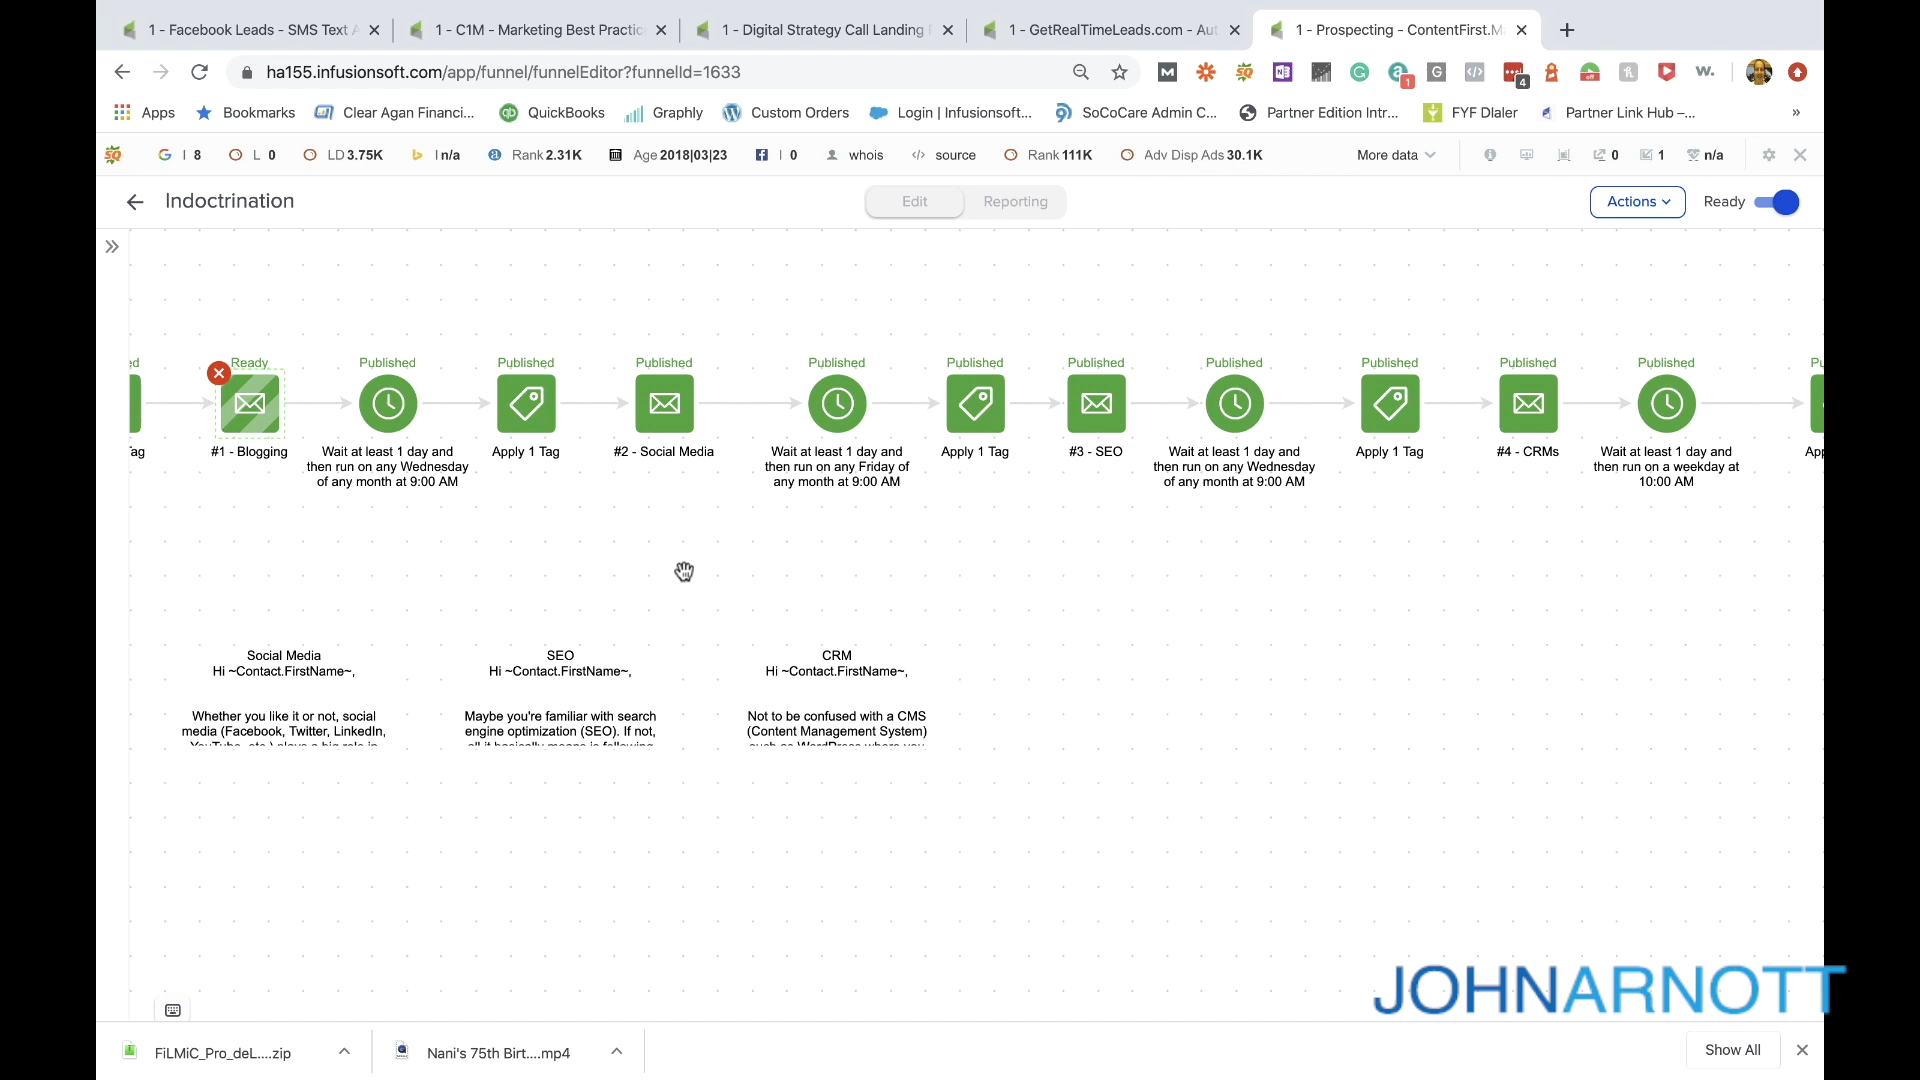 1 - Facebook Leads - SMS Text A
1 - C1M - Marketing Best Practic
1 - Digital Strategy Call Landing P
1 - GetRealTimeLeads.com - Aut
1 - Prospecting - ContentFirst.Ma
ha155.infusionsoft.com/app/funnel/funnelEditor?funnelId=1633
Apps
Bookmarks
Clear Agan Financi...
QuickBooks
Graphly
Custom Orders
Login | Infusionsoft...
SoCoCare Admin C...
Partner Edition Intr...
FYF DIaler
Partner Link Hub –...
»
SQ
G I 8
L 0
LD 3.75K
I n/a
Rank 2.31K
Age 2018|03|23
I 0
whois
source
Rank 111K
Adv Disp Ads 30.1K
More data
0
1
n/a
Indoctrination
Edit
Reporting
Actions
Ready
Ready
Published
Published
Published
Published
Published
Published
Published
Published
Published
Published
#1 - Blogging
Wait at least 1 day and
then run on any Wednesday
of any month at 9:00 AM
Apply 1 Tag
#2 - Social Media
Wait at least 1 day and
then run on any Friday of
any month at 9:00 AM
Apply 1 Tag
#3 - SEO
Wait at least 1 day and
then run on any Wednesday
of any month at 9:00 AM
Apply 1 Tag
#4 - CRMs
Wait at least 1 day and
then run on a weekday at
10:00 AM
Social Media
Hi ~Contact.FirstName~,
Whether you like it or not, social
media (Facebook, Twitter, LinkedIn,
SEO
Hi ~Contact.FirstName~,
Maybe you're familiar with search
engine optimization (SEO). If not,
CRM
Hi ~Contact.FirstName~,
Not to be confused with a CMS
(Content Management System)
JOHNARNOTT
FiLMiC_Pro_deL....zip
Nani's 75th Birt....mp4
Show All